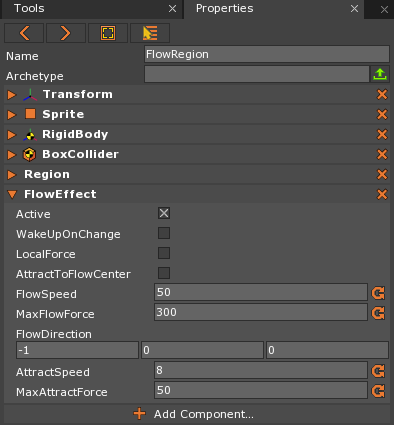 Tools Properties
Name FlowRegion
Archetype
Transform
Sprite
RigidBody
BoxCollider
Region
FlowEffect
Active
WakeUpOnChange
LocalForce
AttractToFlowCenter
FlowSpeed 50
MaxFlowForce 300
FlowDirection
-1 0 0
AttractSpeed 8
MaxAttractForce 50
Add Component...